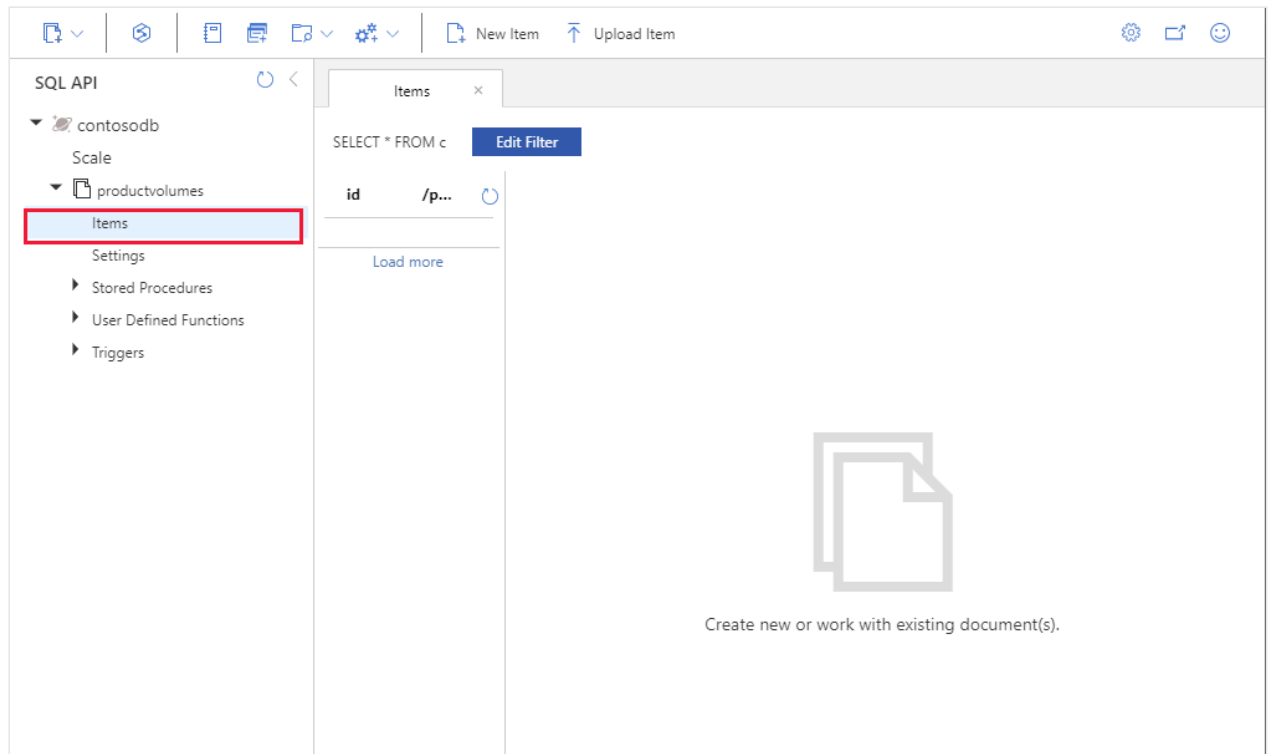 New Item Upload Item
SQL API
contosodb
Scale
productvolumes
Items
Settings
Stored Procedures
User Defined Functions
Triggers
Items
SELECT * FROM c Edit Filter
id /p...
Load more
Create new or work with existing document(s).